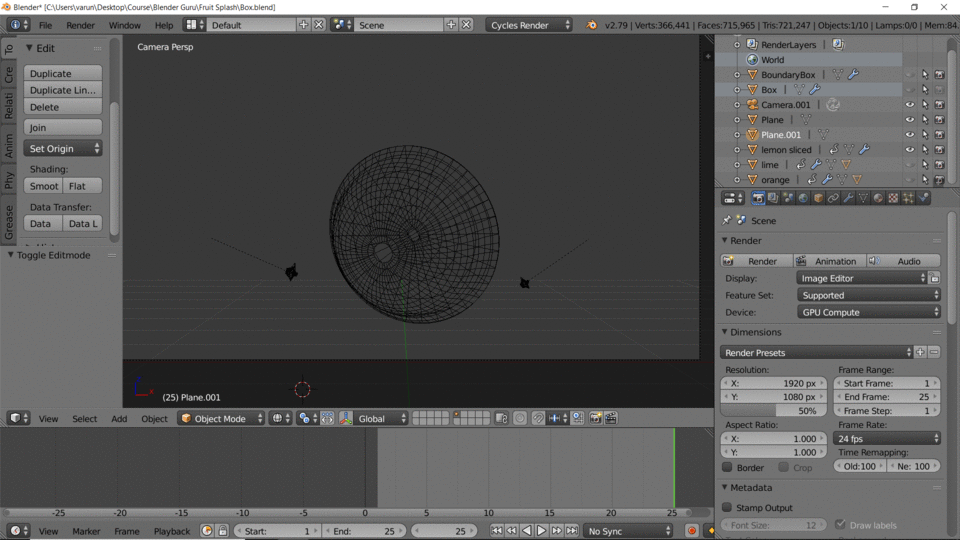 Blender* [C:\Users\varun\Desktop\Course\Blender Guru\Fruit Splash\Box.blend]
File Render Window Help Default Scene Cycles Render v2.79 | Verts:366,441 | Faces:715,965 | Tris:721,247 | Objects:1/10 | Lamps:0/0 | Mem:84.
To
Cre
Relati
Anim
Phy
Grease
Edit
Duplicate
Duplicate Lin...
Delete
Join
Set Origin
Shading:
Smoot Flat
Data Transfer:
Data Data L
Toggle Editmode
Camera Persp
(25) Plane.001
RenderLayers
World
BoundaryBox
Box
Camera.001
Plane
Plane.001
lemon sliced
lime
orange
Scene
Render
Render Animation Audio
Display: Image Editor
Feature Set: Supported
Device: GPU Compute
Dimensions
Render Presets
Resolution: Frame Range:
X: 1920 px Start Frame: 1
Y: 1080 px End Frame: 25
50% Frame Step: 1
Aspect Ratio: Frame Rate:
X: 1.000 24 fps
Y: 1.000 Time Remapping:
Border Crop Old:100 Ne: 100
Metadata
Stamp Output
Font Size: 12 Draw labels
View Select Add Object Object Mode Global
-25 -20 -15 -10 -5 0 5 10 15 20 25
View Marker Frame Playback Start: 1 End: 25 25 No Sync